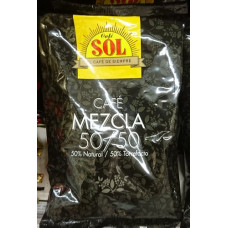 Café
SOL
CAFÉ DE SIEMPRE
CAFÉ
MEZCLA
50/50
50% Natural / 50% Torrefacto